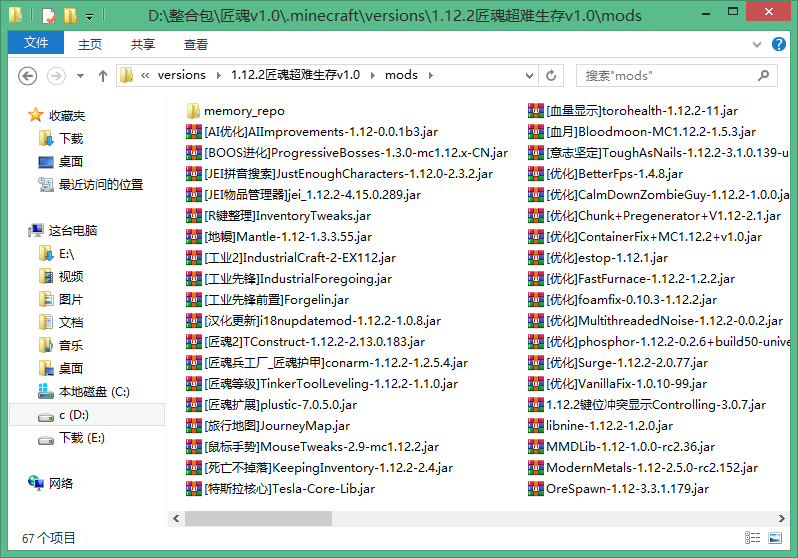 D:\整合包\匠魂v1.0\.minecraft\versions\1.12.2匠魂超难生存v1.0\mods
文件 主页 共享 查看
versions 1.12.2匠魂超难生存v1.0 mods
搜索"mods"
收藏夹
下载
桌面
最近访问的位置
这台电脑
E:\
视频
图片
文档
音乐
桌面
本地磁盘 (C:)
c (D:)
下载 (E:)
网络
memory_repo
[AI优化]AIImprovements-1.12-0.0.1b3.jar
[BOOS进化]ProgressiveBosses-1.3.0-mc1.12.x-CN.jar
[JEI拼音搜索]JustEnoughCharacters-1.12.0-2.3.2.jar
[JEI物品管理器]jei_1.12.2-4.15.0.289.jar
[R键整理]InventoryTweaks.jar
[地幔]Mantle-1.12-1.3.3.55.jar
[工业2]IndustrialCraft-2-EX112.jar
[工业先锋]IndustrialForegoing.jar
[工业先锋前置]Forgelin.jar
[汉化更新]i18nupdatemod-1.12.2-1.0.8.jar
[匠魂2]TConstruct-1.12.2-2.13.0.183.jar
[匠魂兵工厂_匠魂护甲]conarm-1.12.2-1.2.5.4.jar
[匠魂等级]TinkerToolLeveling-1.12.2-1.1.0.jar
[匠魂扩展]plustic-7.0.5.0.jar
[旅行地图]JourneyMap.jar
[鼠标手势]MouseTweaks-2.9-mc1.12.2.jar
[死亡不掉落]KeepingInventory-1.12.2-2.4.jar
[特斯拉核心]Tesla-Core-Lib.jar
[血量显示]torohealth-1.12.2-11.jar
[血月]Bloodmoon-MC1.12.2-1.5.3.jar
[意志坚定]ToughAsNails-1.12.2-3.1.0.139-u
[优化]BetterFps-1.4.8.jar
[优化]CalmDownZombieGuy-1.12.2-1.0.0.ja
[优化]Chunk+Pregenerator+V1.12-2.1.jar
[优化]ContainerFix+MC1.12.2+v1.0.jar
[优化]estop-1.12.1.jar
[优化]FastFurnace-1.12.2-1.2.2.jar
[优化]foamfix-0.10.3-1.12.2.jar
[优化]MultithreadedNoise-1.12.2-0.0.2.jar
[优化]phosphor-1.12.2-0.2.6+build50-unive
[优化]Surge-1.12.2-2.0.77.jar
[优化]VanillaFix-1.0.10-99.jar
1.12.2键位冲突显示Controlling-3.0.7.jar
libnine-1.12.2-1.2.0.jar
MMDLib-1.12-1.0.0-rc2.36.jar
ModernMetals-1.12-2.5.0-rc2.152.jar
OreSpawn-1.12-3.3.1.179.jar
67 个项目